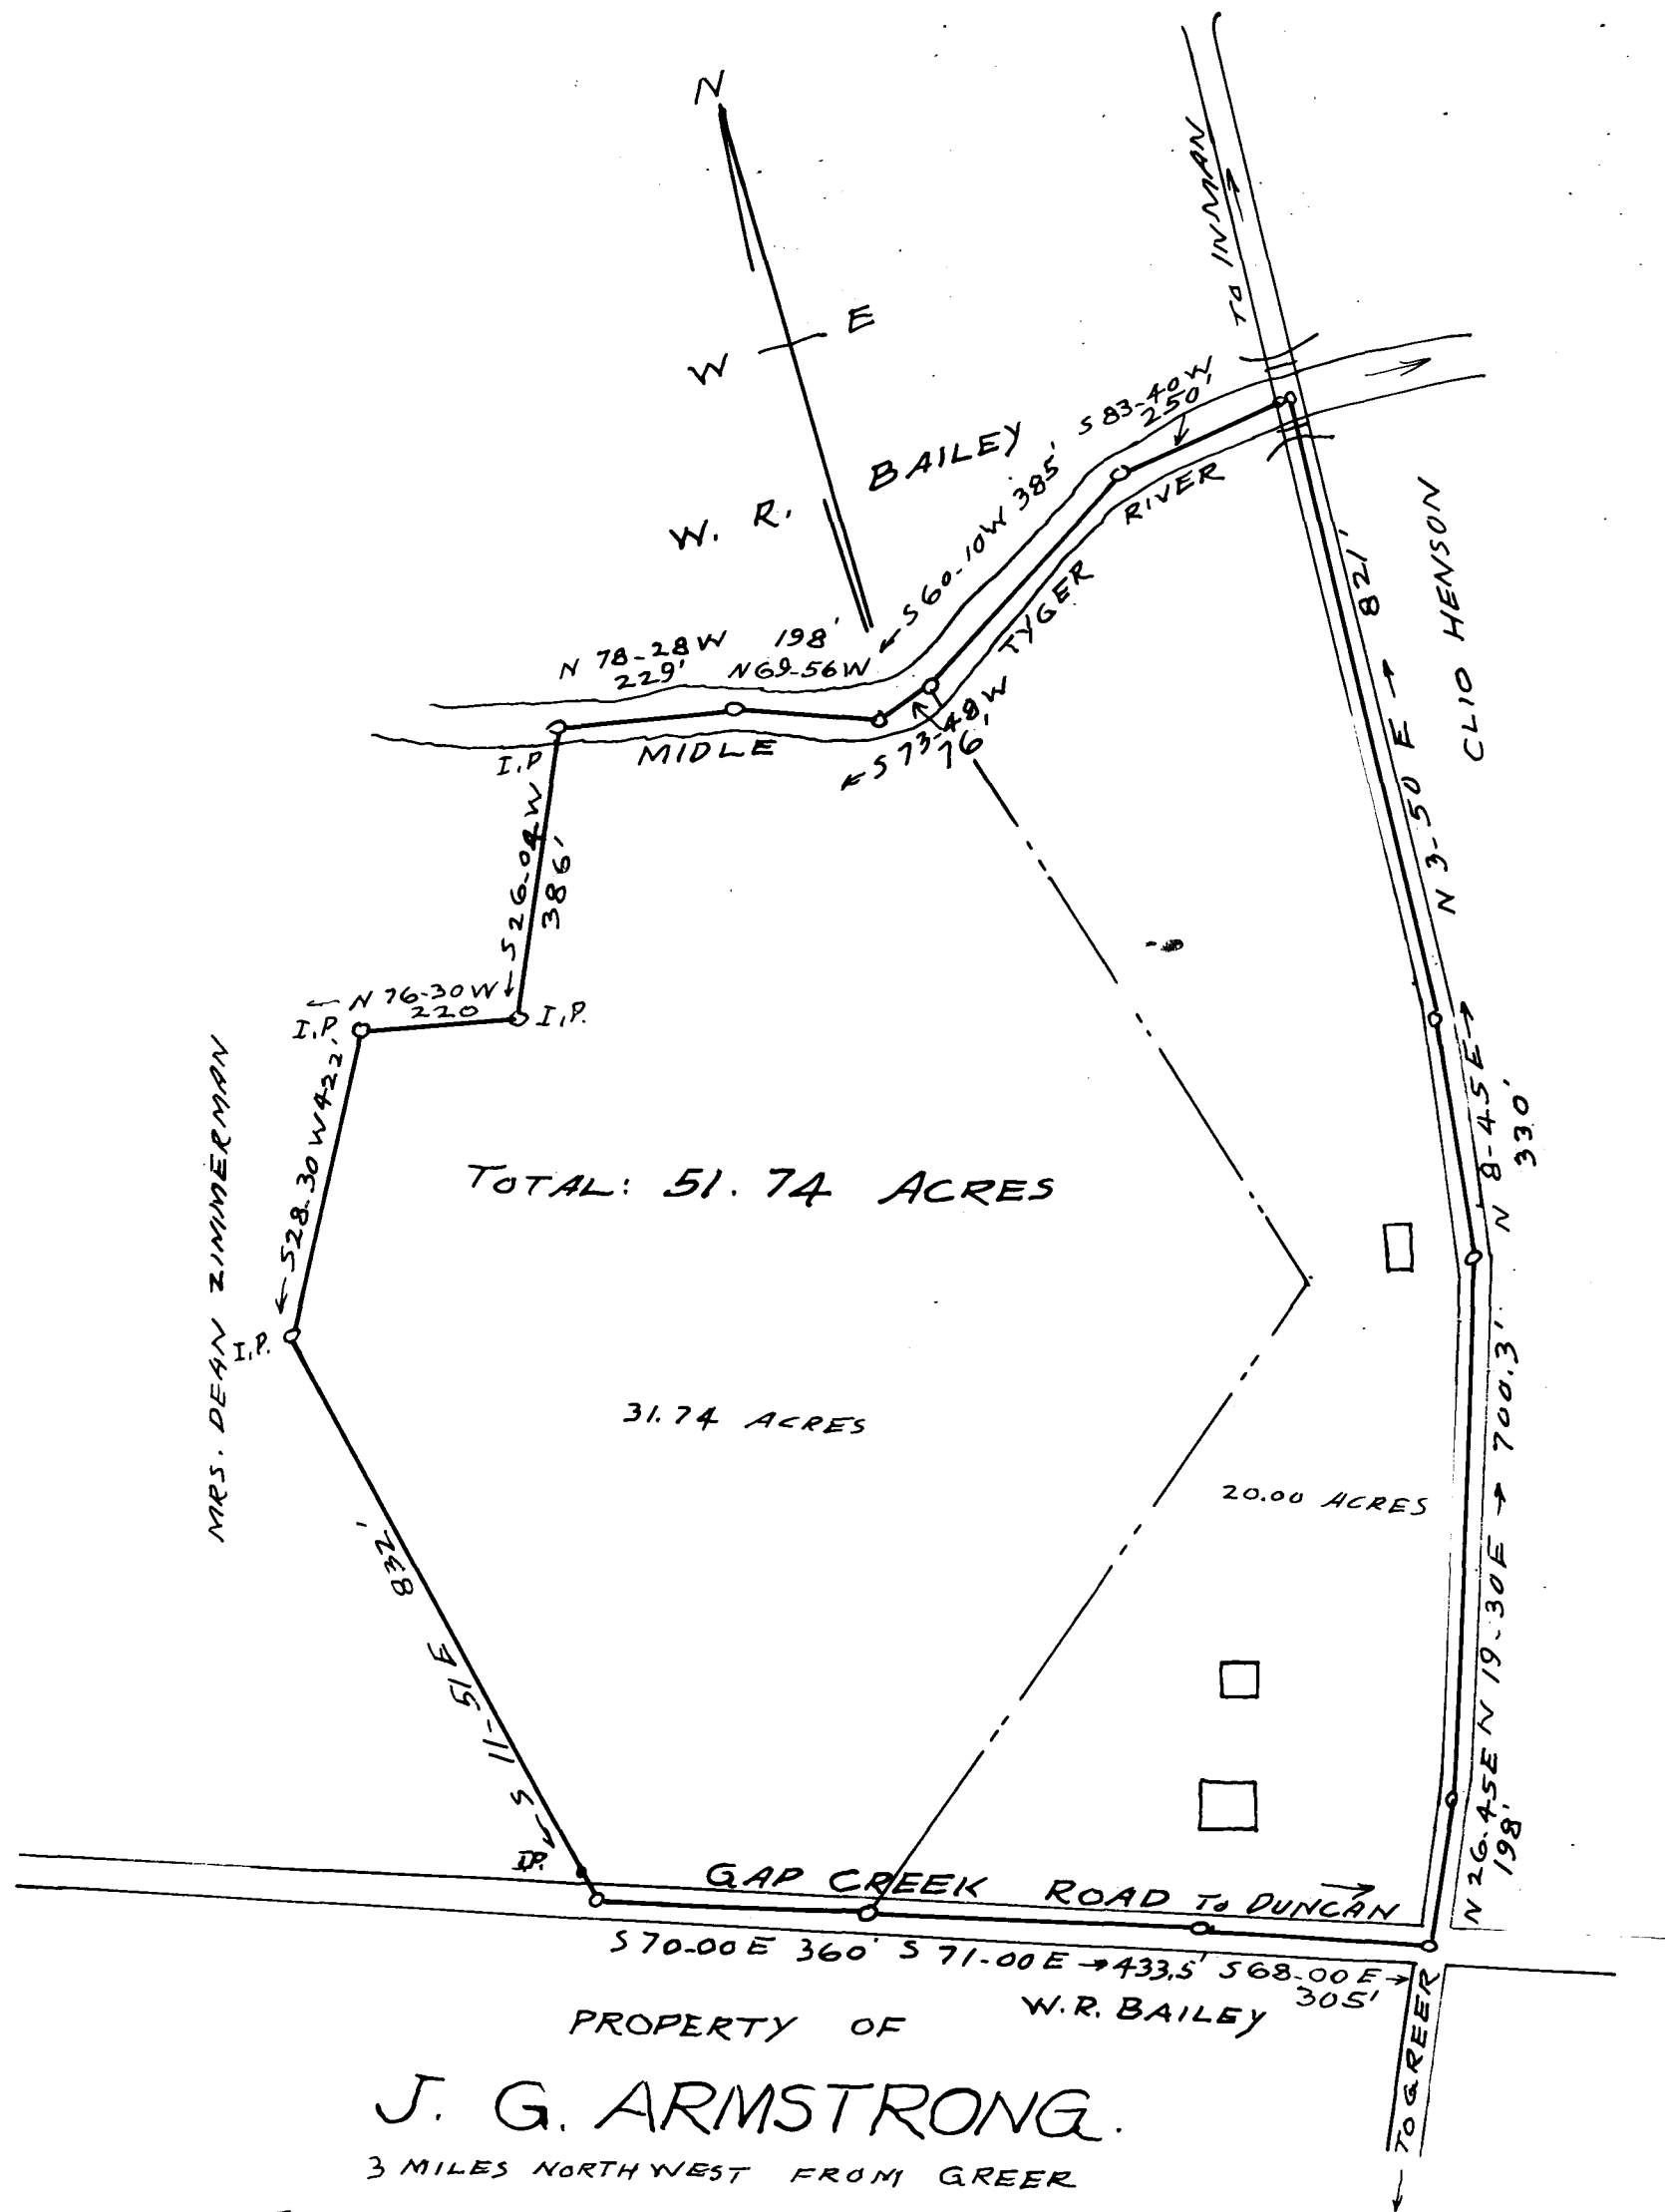 N
W E
TO INMAN
W. R. BAILEY
S 83-40 W
250'
S 60-10 W 385'
N 78-28 W
229'
198'
N 69-56 W
MIDLE TYGER RIVER
S 73-48 W
76'
821'
N 3-50 E
CLIO HENSON
I.P
S 26-04 W
386'
N 76-30 W
220
I.P.
I.P.
S 28-30 W 422'
MRS. DEAN ZIMMERMAN
N 8-45 E
330'
TOTAL: 51.74 ACRES
I.P.
31.74 ACRES
20.00 ACRES
N 19-30 E 700.3'
832'
S 11-51 E
N 26-45 E
198'
I.P.
GAP CREEK ROAD TO DUNCAN
S 70-00 E 360' S 71-00 E 433.5' S 68-00 E
305'
W.R. BAILEY
TO GREER
PROPERTY OF
J. G. ARMSTRONG.
3 MILES NORTHWEST FROM GREER